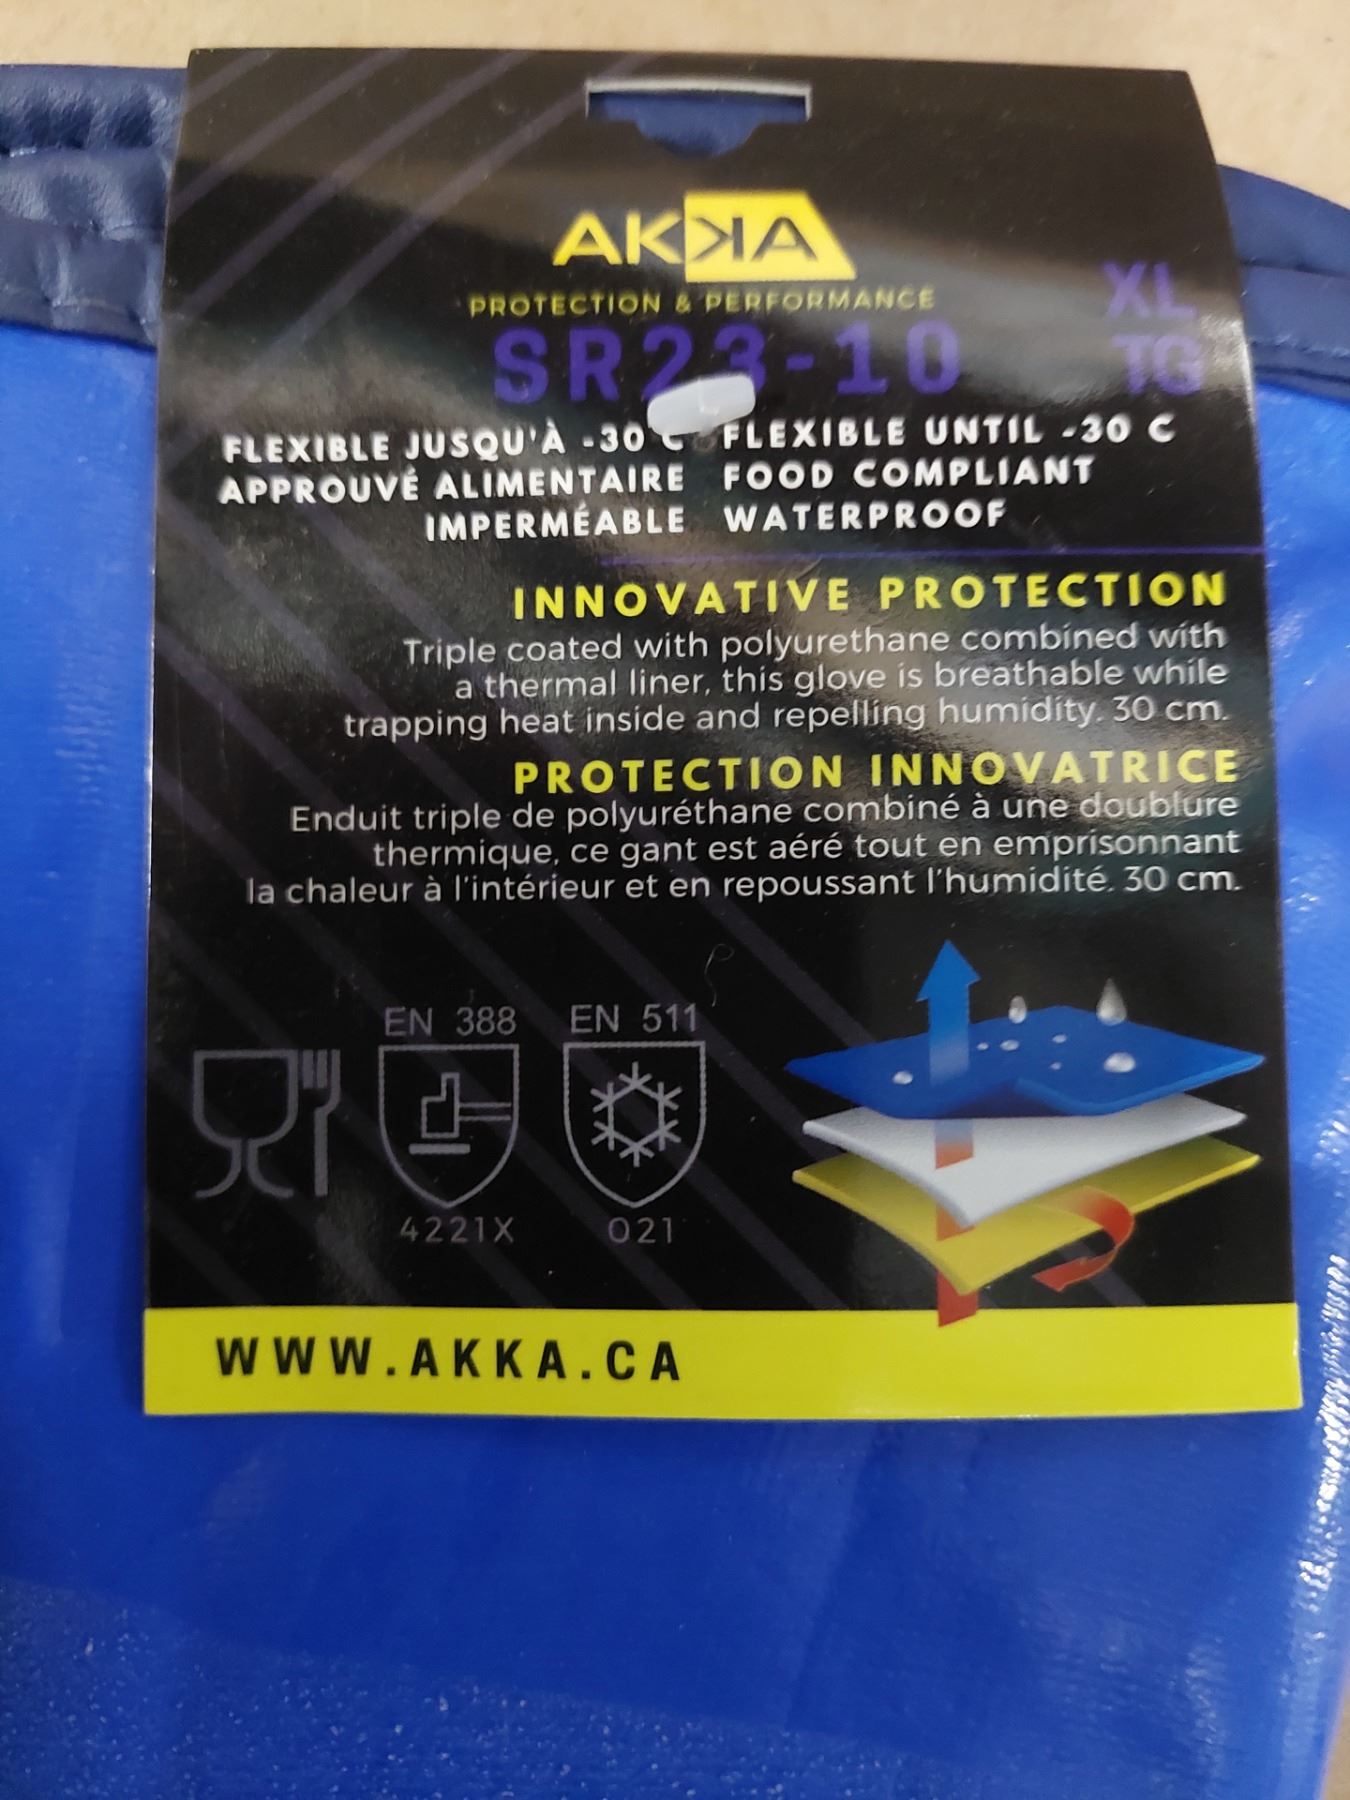 AKKA
PROTECTION & PERFORMANCE
SR23-10
XL
TG
FLEXIBLE JUSQU'À -30 C
APPROUVÉ ALIMENTAIRE
IMPERMÉABLE
FLEXIBLE UNTIL -30 C
FOOD COMPLIANT
WATERPROOF
INNOVATIVE PROTECTION
Triple coated with polyurethane combined with
a thermal liner, this glove is breathable while
trapping heat inside and repelling humidity. 30 cm.
PROTECTION INNOVATRICE
Enduit triple de polyuréthane combiné à une doublure
thermique, ce gant est aéré tout en emprisonnant
la chaleur à l'intérieur et en repoussant l'humidité. 30 cm.
EN 388
4221X
EN 511
021
WWW.AKKA.CA